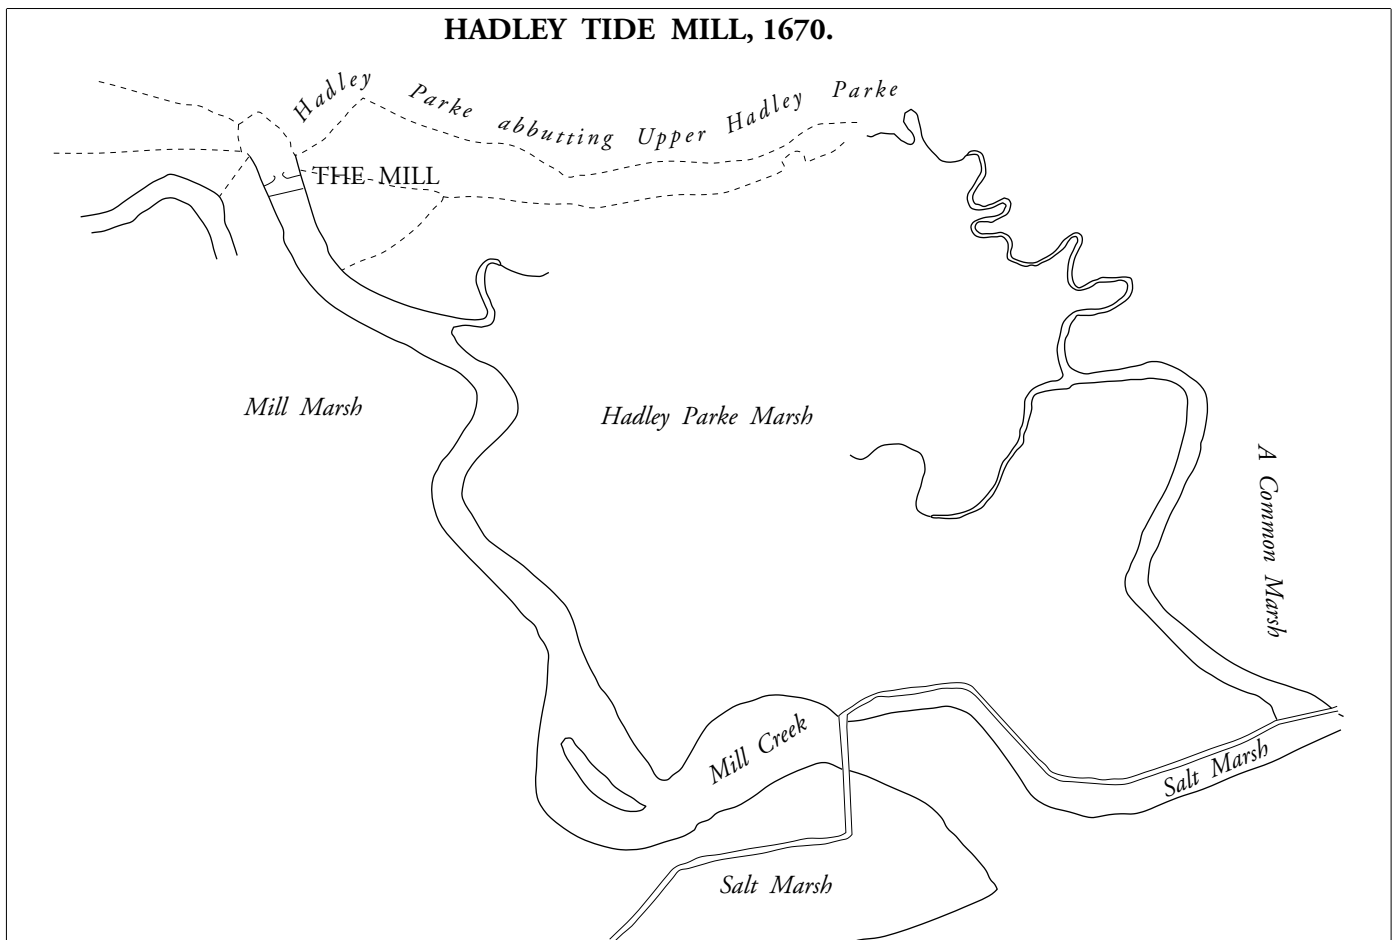 HADLEY TIDE MILL, 1670.
Hadley Parke abbutting Upper Hadley Parke
THE MILL
Mill Marsh
Hadley Parke Marsh
A Common Marsh
Mill Creek
Salt Marsh
Salt Marsh